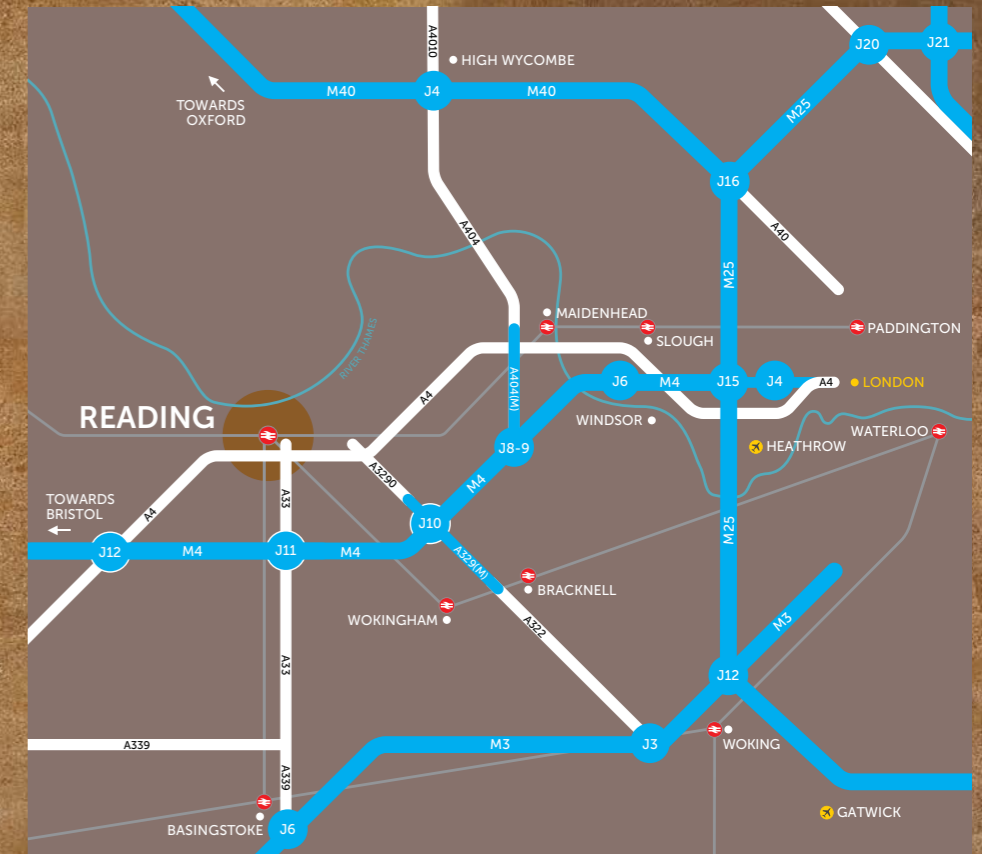 A4010
HIGH WYCOMBE
J20
J21
M40
J4
M40
TOWARDS
OXFORD
M25
J16
A404
A40
M25
RIVER THAMES
MAIDENHEAD
SLOUGH
PADDINGTON
A404(M)
J6
M4
J15
J4
A4
LONDON
A4
READING
WINDSOR
WATERLOO
HEATHROW
J8-9
A3290
M4
TOWARDS
BRISTOL
A4
A33
J10
M25
J12
M4
J11
M4
A329(M)
BRACKNELL
WOKINGHAM
A322
M3
A33
J12
A339
M3
J3
WOKING
A339
GATWICK
BASINGSTOKE
J6